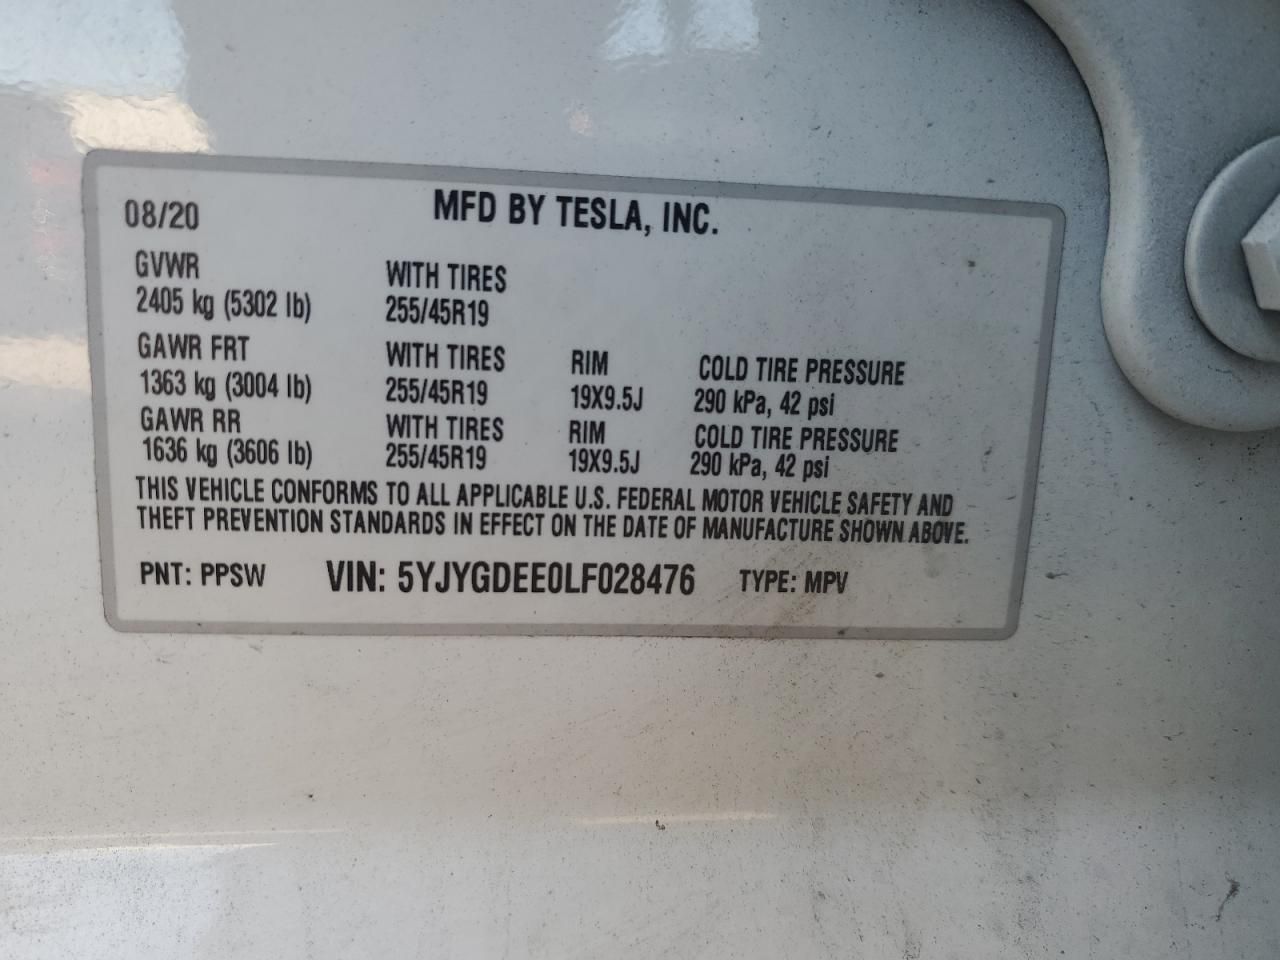 08/20 MFD BY TESLA, INC.
GVWR WITH TIRES
2405 kg (5302 lb) 255/45R19
GAWR FRT WITH TIRES RIM COLD TIRE PRESSURE
1363 kg (3004 lb) 255/45R19 19X9.5J 290 kPa, 42 psi
GAWR RR WITH TIRES RIM COLD TIRE PRESSURE
1636 kg (3606 lb) 255/45R19 19X9.5J 290 kPa, 42 psi
THIS VEHICLE CONFORMS TO ALL APPLICABLE U.S. FEDERAL MOTOR VEHICLE SAFETY AND
THEFT PREVENTION STANDARDS IN EFFECT ON THE DATE OF MANUFACTURE SHOWN ABOVE.
PNT: PPSW VIN: 5YJYGDEE0LF028476 TYPE: MPV